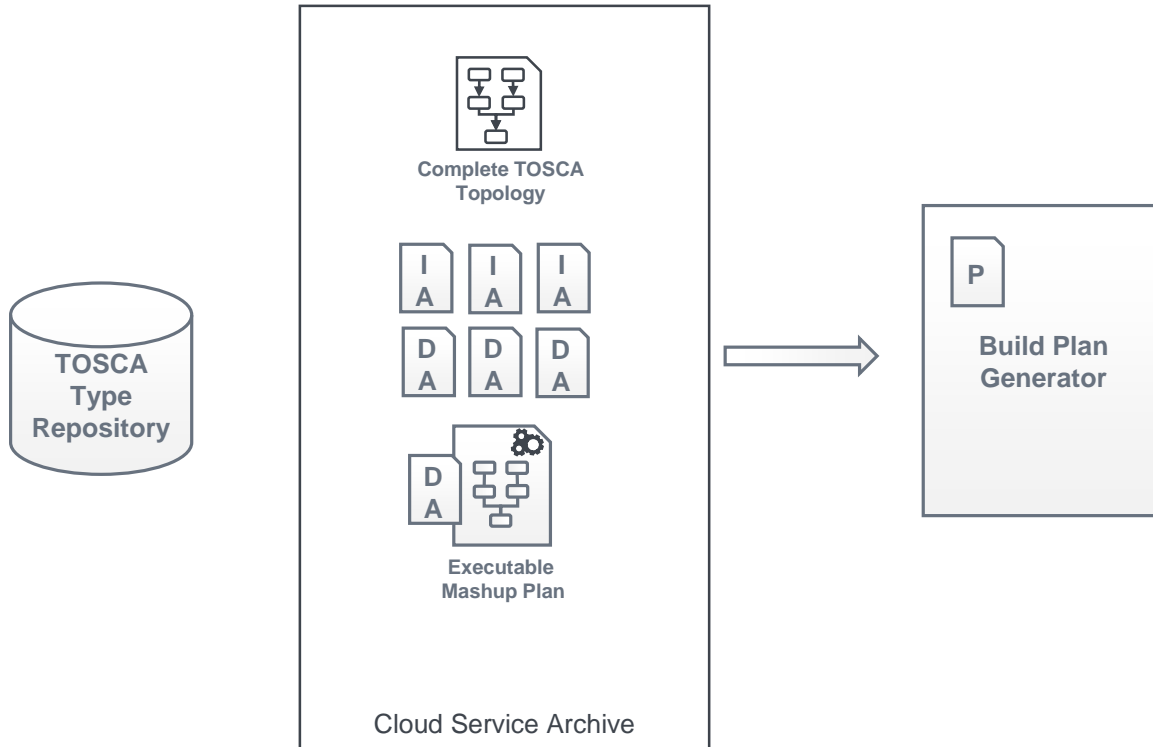 Complete TOSCA
Topology
I
A
I
A
I
A
D
A
D
A
D
A
D
A
Executable
Mashup Plan
Cloud Service Archive
TOSCA
Type
Repository
P
Build Plan
Generator